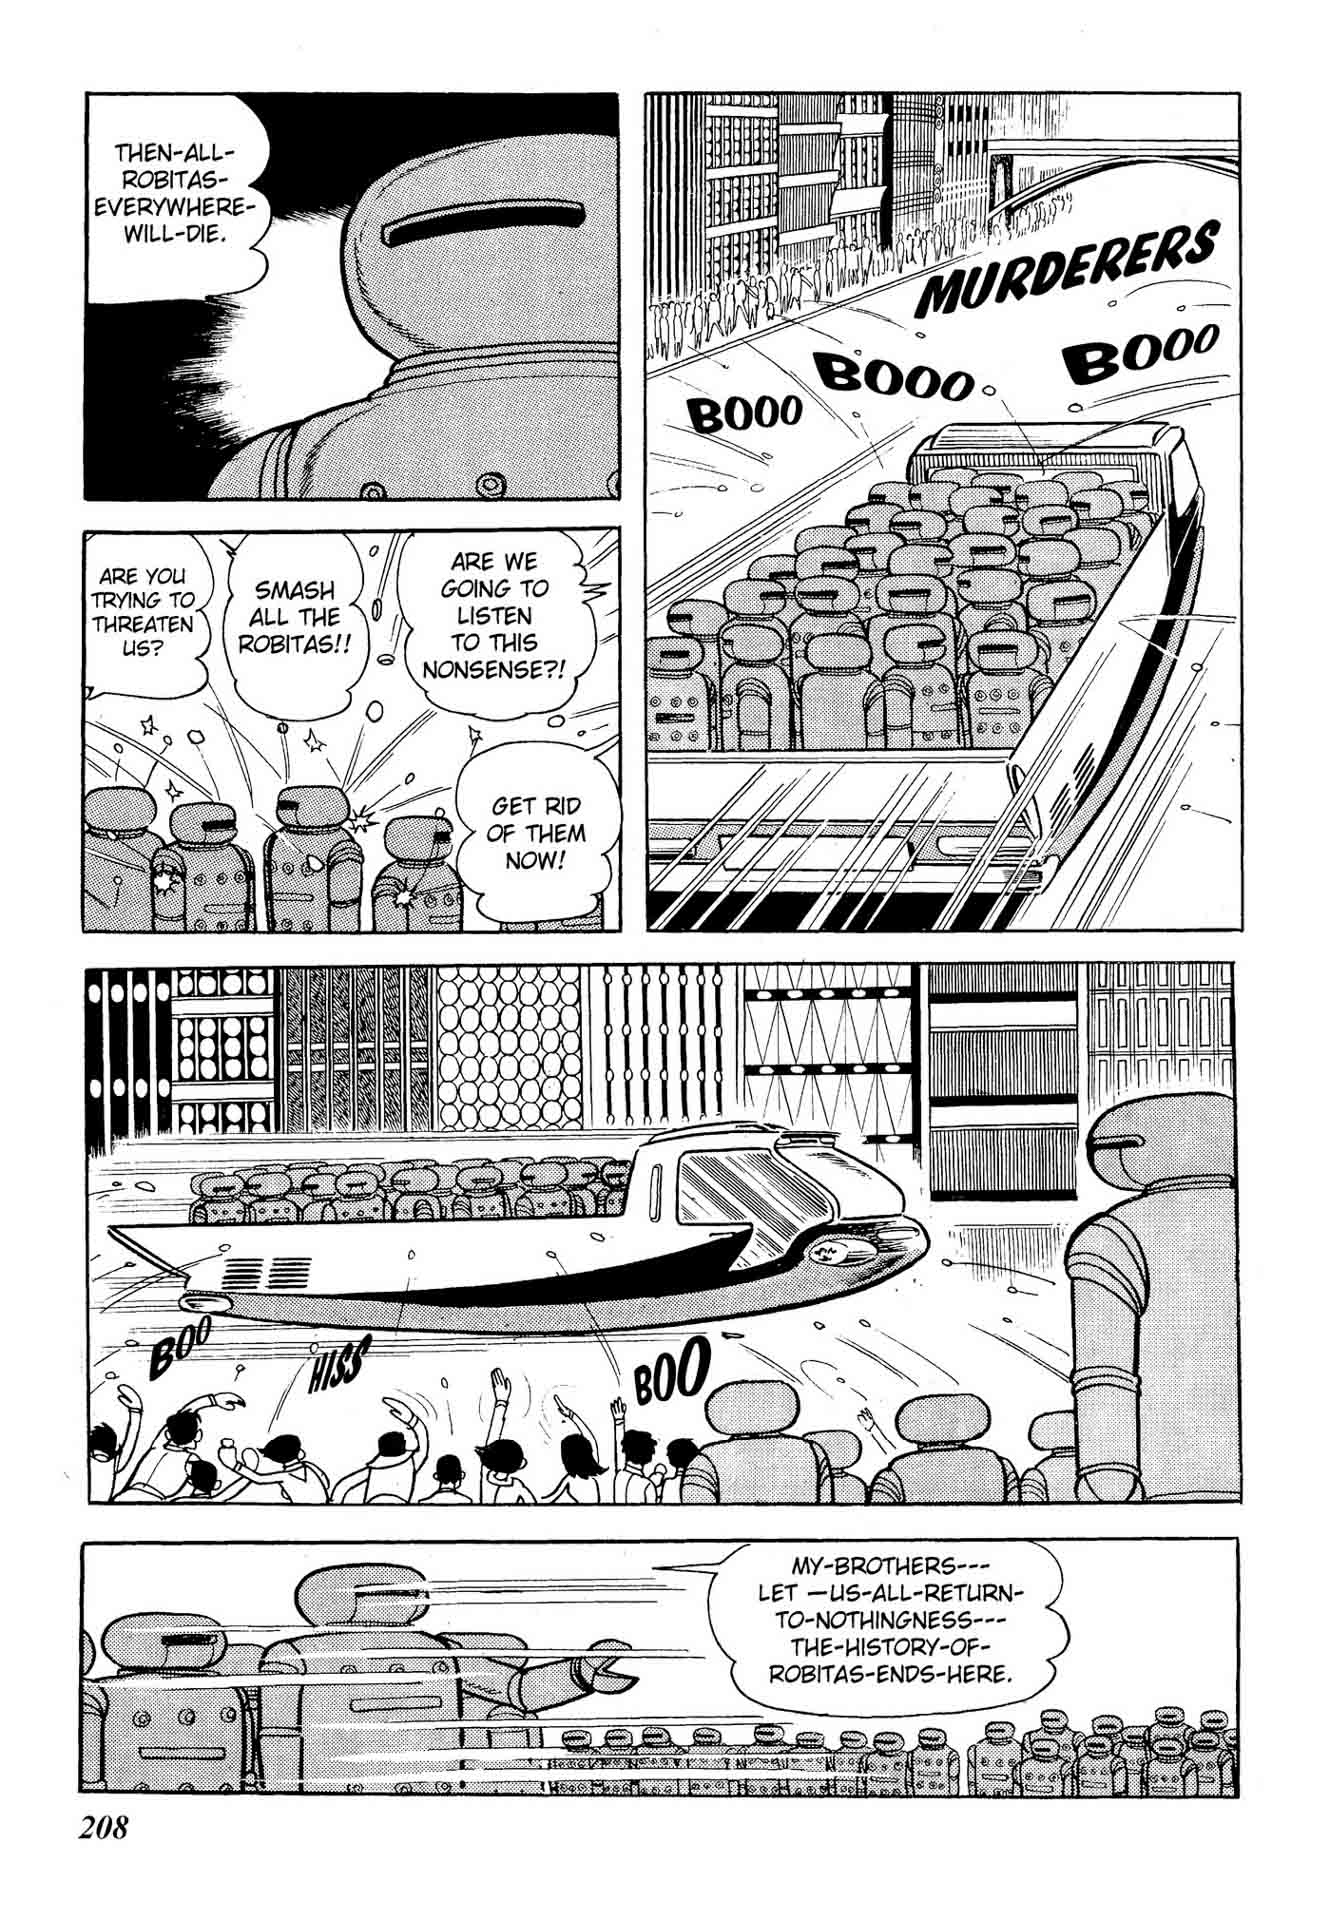 THEN-ALL-
ROBITAS-
EVERYWHERE-
WILL-DIE.
ARE YOU
TRYING TO
THREATEN
US?
SMASH
ALL THE
ROBITAS!!
ARE WE
GOING TO
LISTEN
TO THIS
NONSENSE?!
GET RID
OF THEM
NOW!
MURDERERS
BOOO
BOOO
BOOO
BOO
HISS
BOO
MY-BROTHERS---
LET —US-ALL-RETURN-
TO-NOTHINGNESS---
THE-HISTORY-OF-
ROBITAS-ENDS-HERE.
208